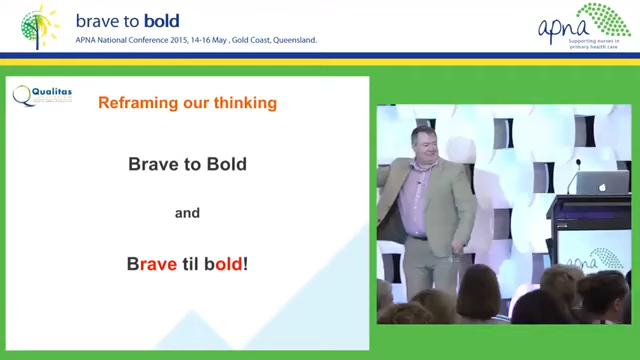 brave to bold
APNA National Conference 2015, 14-16 May, Gold Coast, Queensland.
apna
Supporting nurses in
primary health care
Qualitas
Reframing our thinking
Brave to Bold
and
Brave til bold!
apna